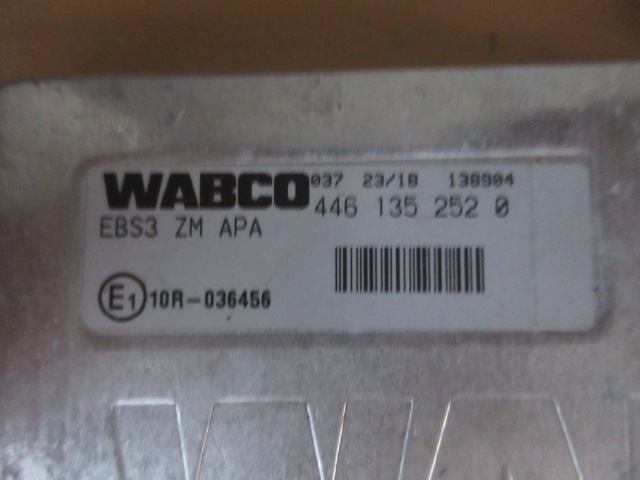 WABCO 037 23/18 138904
446 135 252 0
EBS3 ZM APA
E1 10R-036456